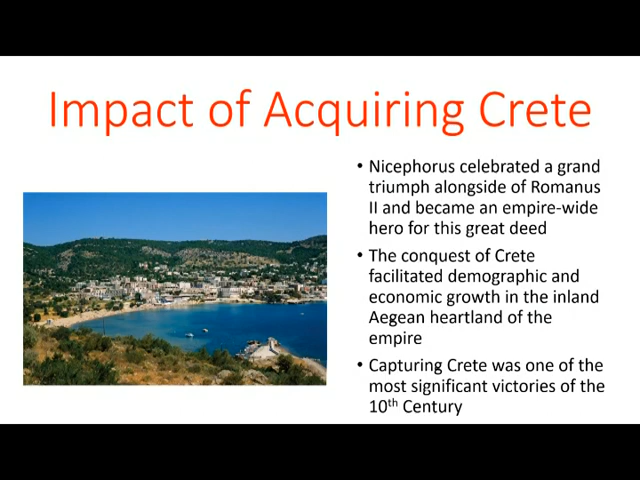 Impact of Acquiring Crete
• Nicephorus celebrated a grand
triumph alongside of Romanus
II and became an empire-wide
hero for this great deed
• The conquest of Crete
facilitated demographic and
economic growth in the inland
Aegean heartland of the
empire
• Capturing Crete was one of the
most significant victories of the
10th Century